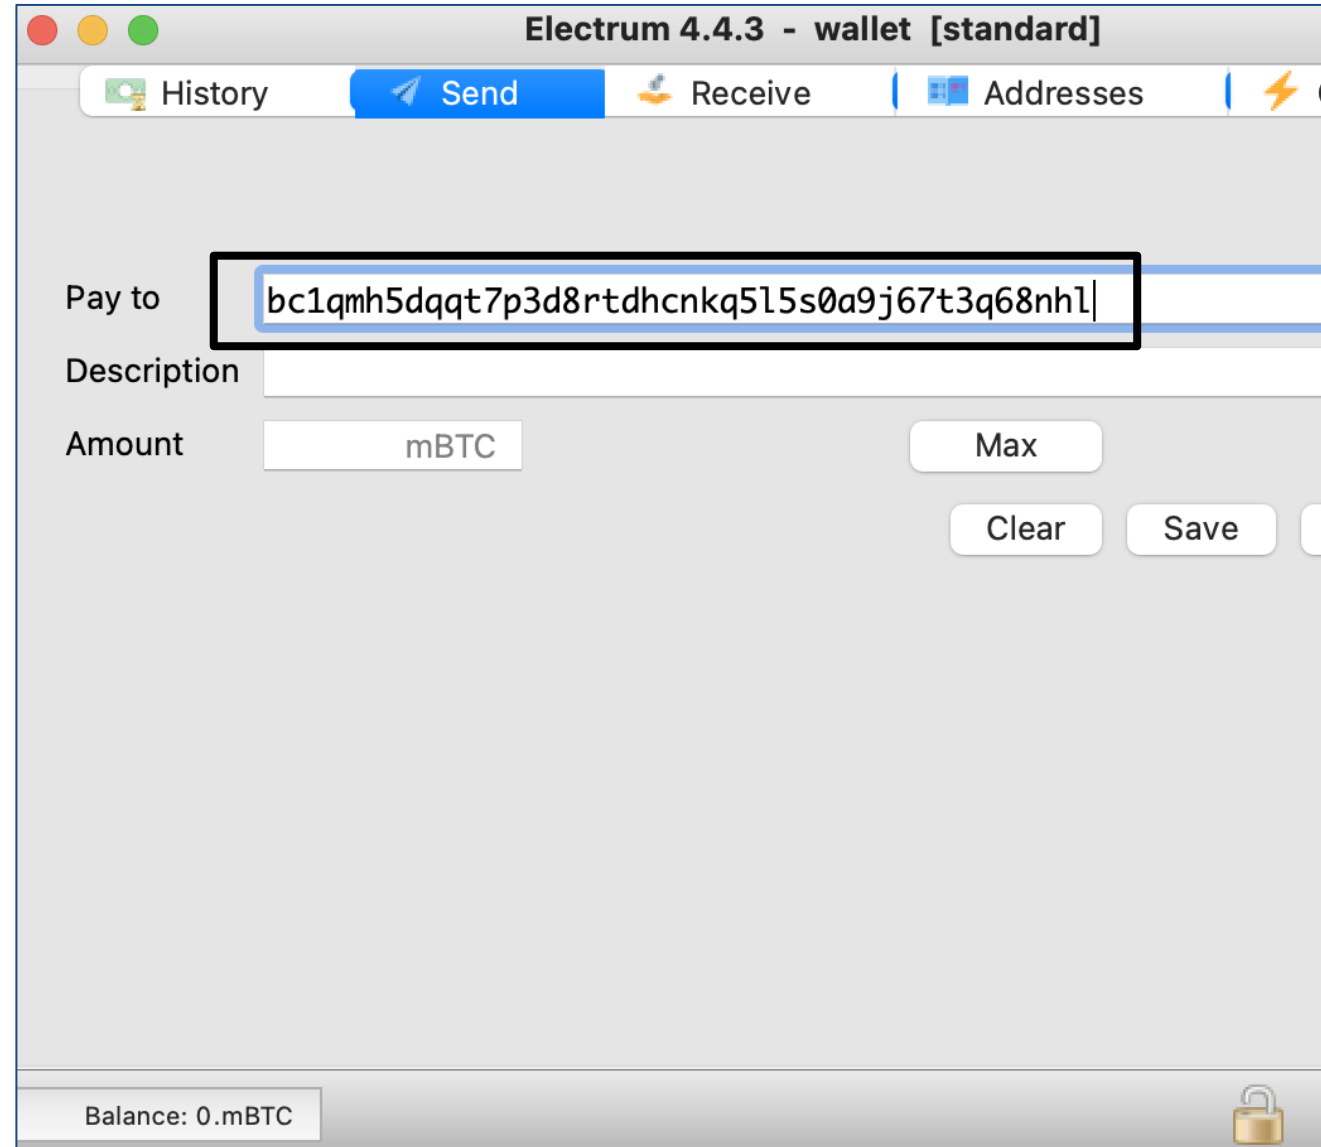 Electrum 4.4.3 - wallet [standard]
History Send Receive Addresses
Pay to bc1qmh5dqqt7p3d8rtdhcnkq5l5s0a9j67t3q68nhl
Description
Amount mBTC Max
Clear Save
Balance: 0.mBTC